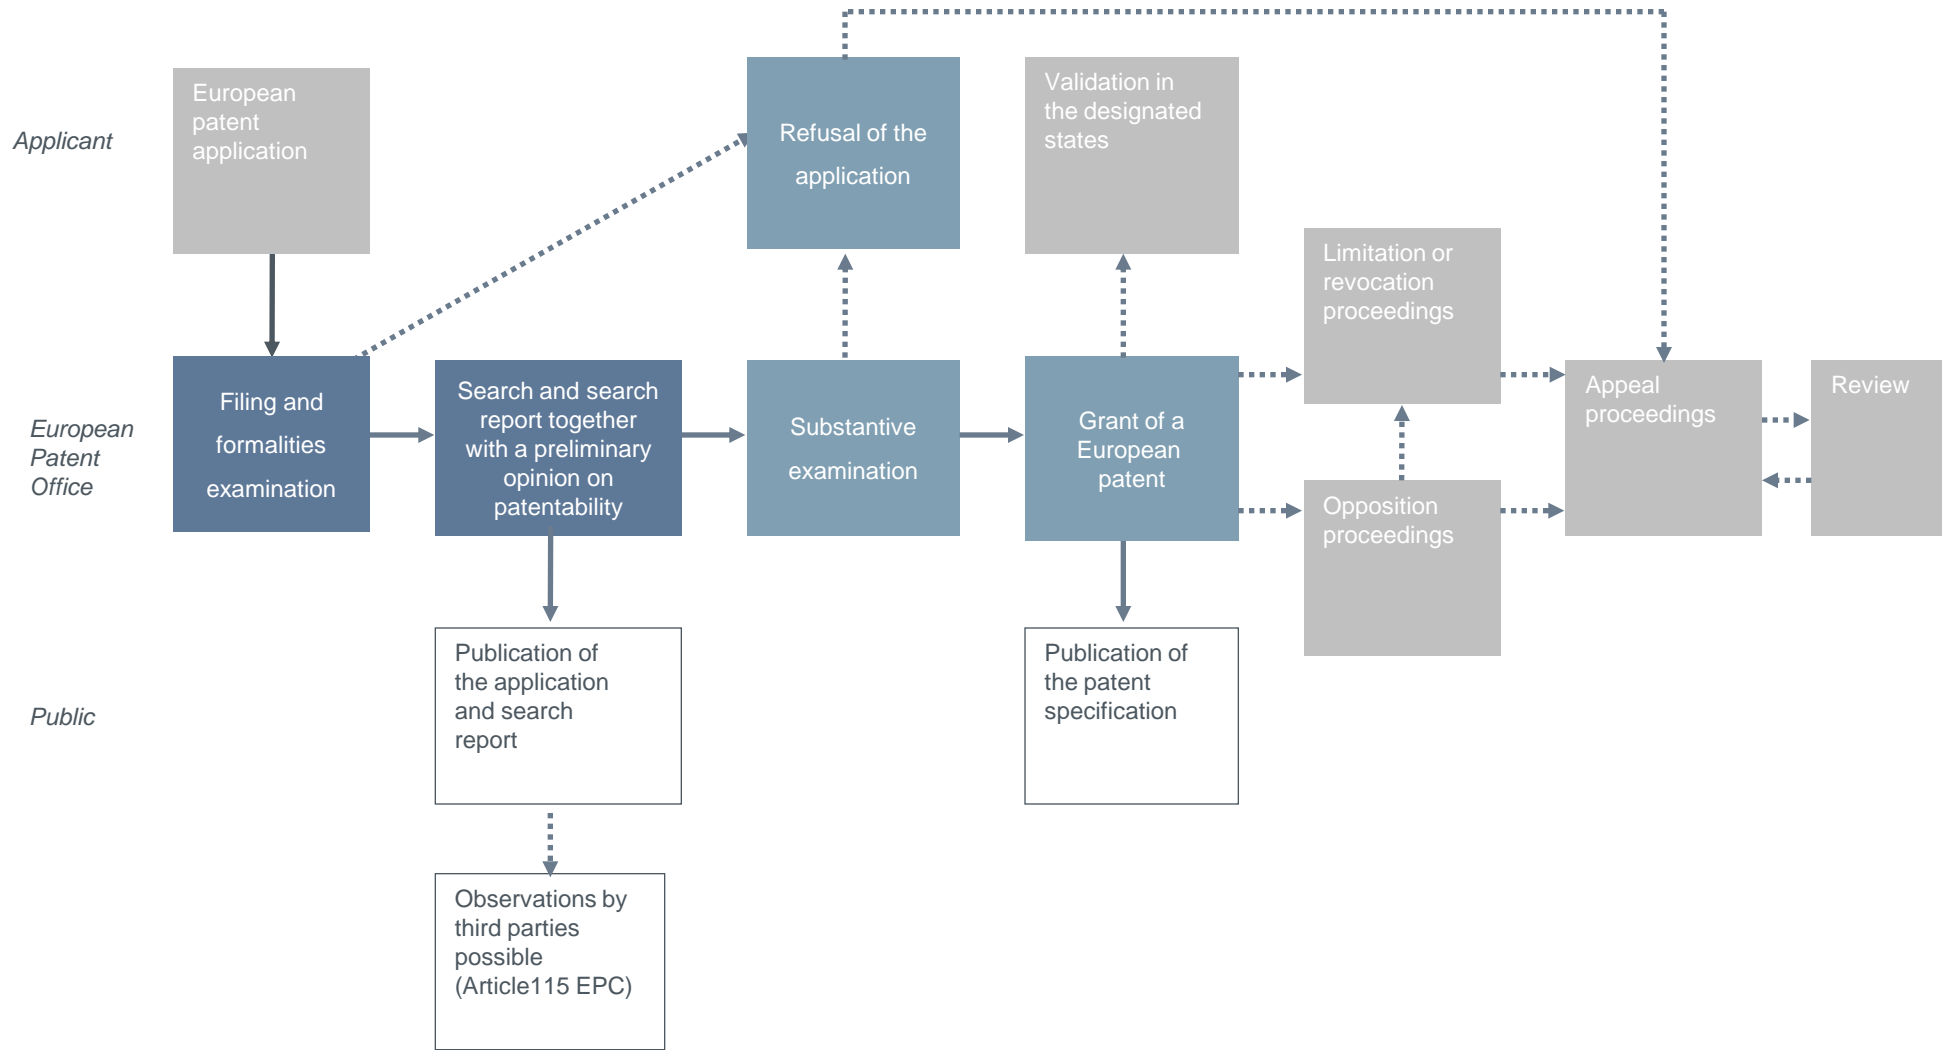 Applicant
European
patent
application
Refusal of the
application
Validation in
the designated
states
Limitation or
revocation
proceedings
European
Patent
Office
Filing and
formalities
examination
Search and search
report together
with a preliminary
opinion on
patentability
Substantive
examination
Grant of a
European
patent
Opposition
proceedings
Appeal
proceedings
Review
Public
Publication of
the application
and search
report
Publication of
the patent
specification
Observations by
third parties
possible
(Article115 EPC)